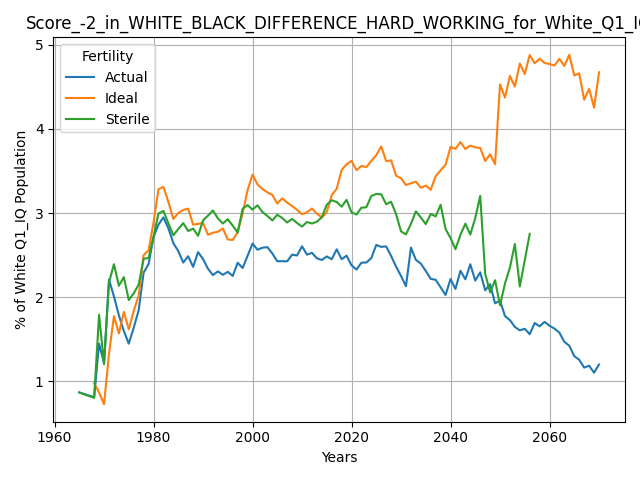 Score_-2_in_WHITE_BLACK_DIFFERENCE_HARD_WORKING_for_White_Q1_I
Fertility
Actual
Ideal
Sterile
5
4
3
2
1
% of White Q1_IQ Population
1960
1980
2000
2020
2040
2060
Years